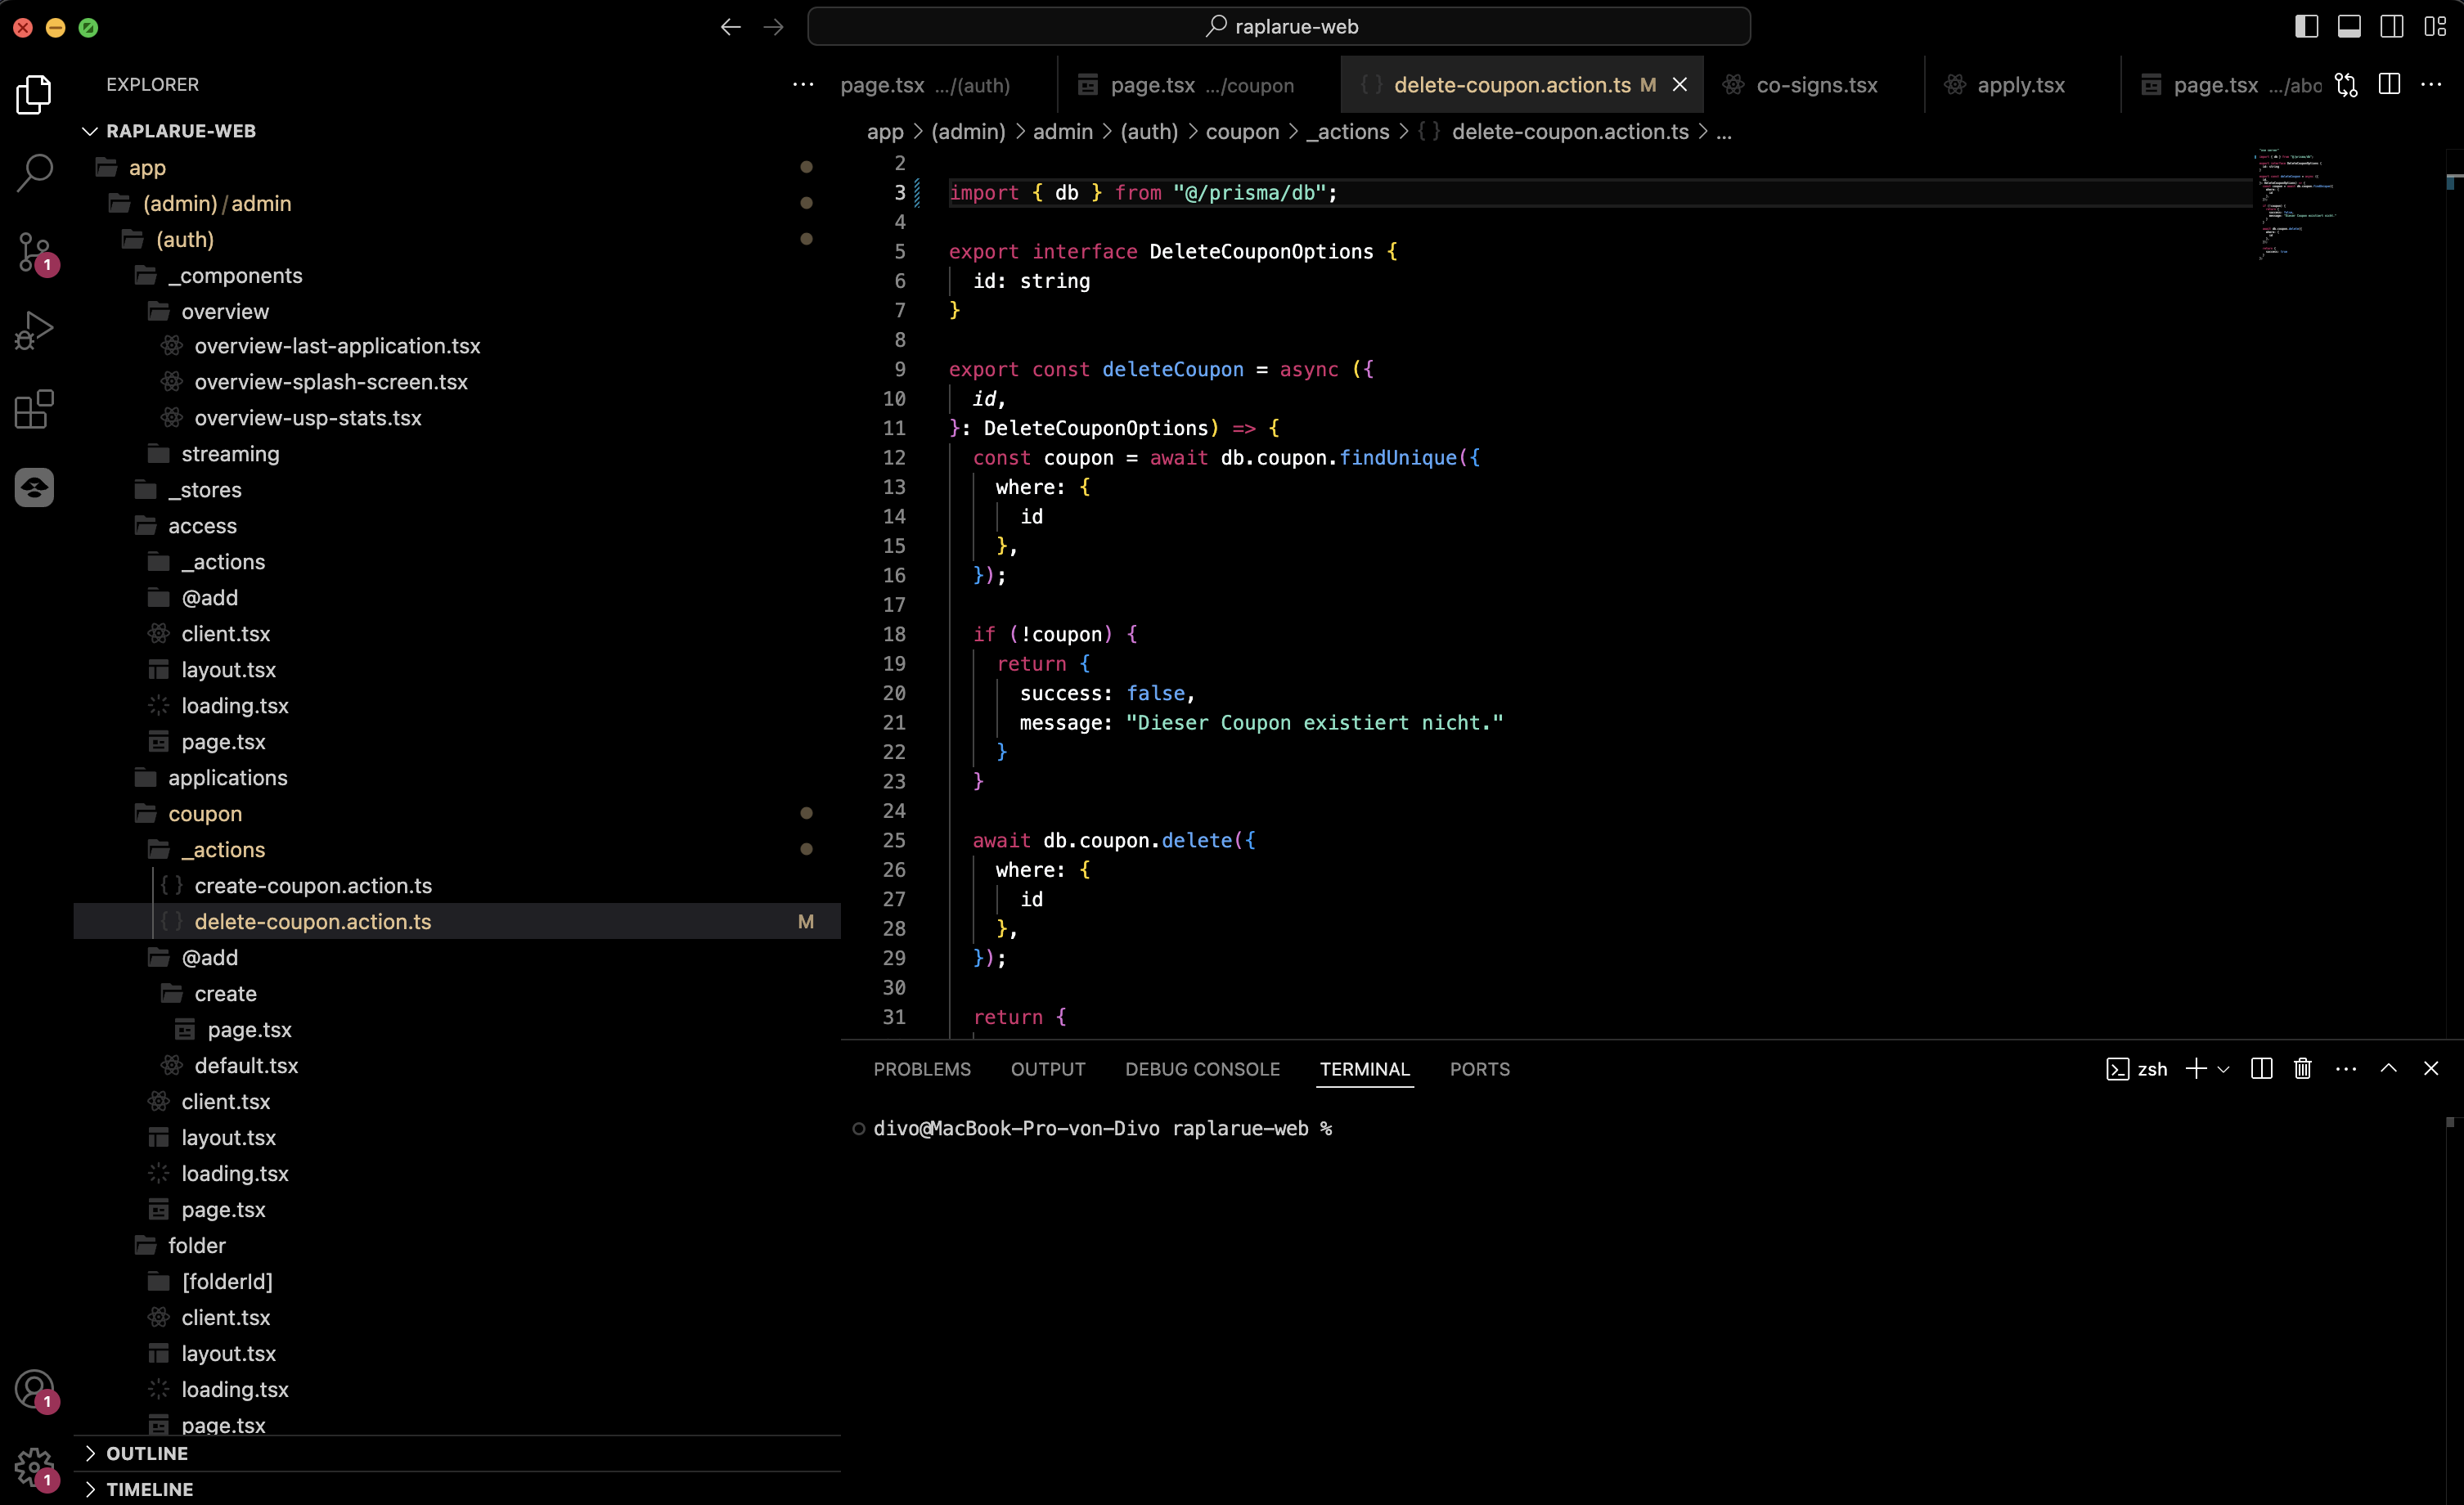 raplarue-web
EXPLORER
RAPLARUE-WEB
app
(admin) / admin
(auth)
_components
overview
overview-last-application.tsx
overview-splash-screen.tsx
overview-usp-stats.tsx
streaming
_stores
access
_actions
@add
client.tsx
layout.tsx
loading.tsx
page.tsx
applications
coupon
_actions
create-coupon.action.ts
delete-coupon.action.ts M
@add
create
page.tsx
default.tsx
client.tsx
layout.tsx
loading.tsx
page.tsx
folder
[folderId]
client.tsx
layout.tsx
loading.tsx
page.tsx
OUTLINE
TIMELINE
1
1
1
page.tsx .../(auth) page.tsx .../coupon delete-coupon.action.ts M co-signs.tsx apply.tsx page.tsx .../abc
app > (admin) > admin > (auth) > coupon > _actions > { } delete-coupon.action.ts > ...
2
3 import { db } from "@/prisma/db";
4
5 export interface DeleteCouponOptions {
6 id: string
7 }
8
9 export const deleteCoupon = async ({
10 id,
11 }: DeleteCouponOptions) => {
12 const coupon = await db.coupon.findUnique({
13 where: {
14 id
15 },
16 });
17
18 if (!coupon) {
19 return {
20 success: false,
21 message: "Dieser Coupon existiert nicht."
22 }
23 }
24
25 await db.coupon.delete({
26 where: {
27 id
28 },
29 });
30
31 return {
PROBLEMS OUTPUT DEBUG CONSOLE TERMINAL PORTS
zsh
divo@MacBook-Pro-von-Divo raplarue-web %